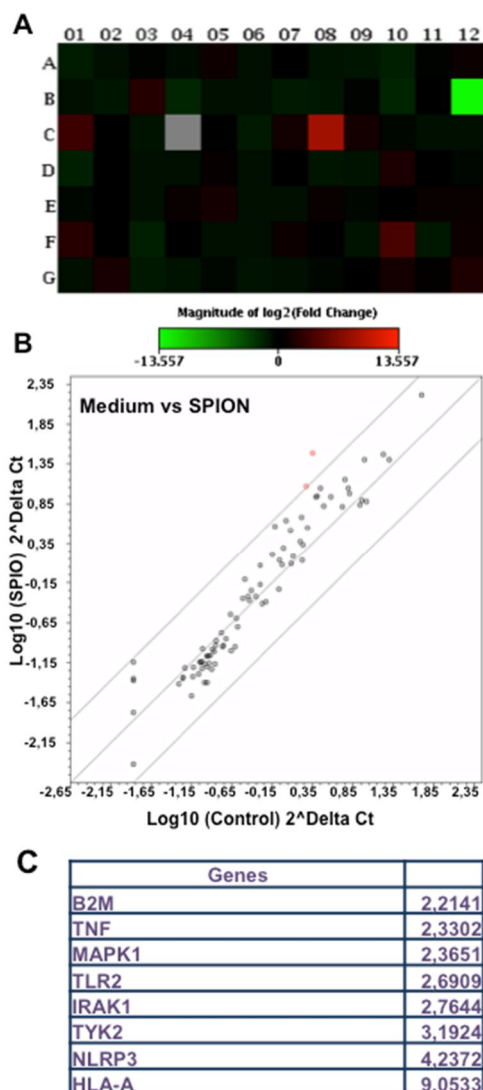 A
01 02 03 04 05 06 07 08 09 10 11 12
A
B
C
D
E
F
G
Magnitude of log2(Fold Change)
-13.557 0 13.557
B
Medium vs SPION
Log10 (SPIO) 2^Delta Ct
2,35
1,85
1,35
0,85
0,35
-0,15
-0,65
-1,15
-1,65
-2,15
-2,65 -2,15 -1,65 -1,15 -0,65 -0,15 0,35 0,85 1,35 1,85 2,35
Log10 (Control) 2^Delta Ct
C
Genes
B2M 2,2141
TNF 2,3302
MAPK1 2,3651
TLR2 2,6909
IRAK1 2,7644
TYK2 3,1924
NLRP3 4,2372
HLA-A 9,0533